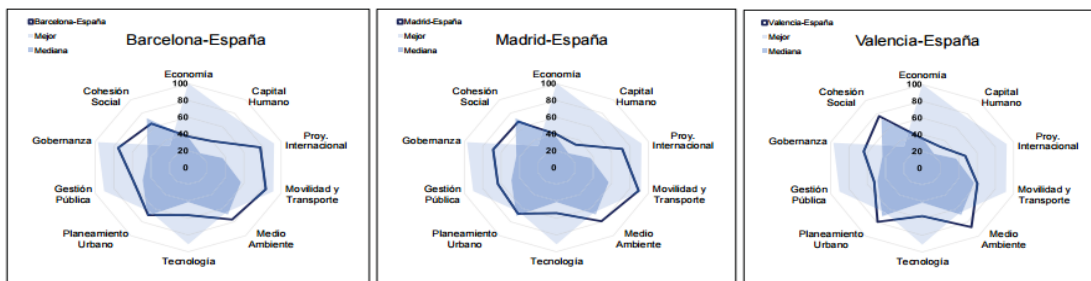 Barcelona-España
Mejor
Mediana
Barcelona-España
Economía
Capital
Humano
Proy.
Internacional
Movilidad y
Transporte
Medio
Ambiente
Tecnología
Planeamiento
Urbano
Gestión
Pública
Gobernanza
Cohesión
Social
100
80
60
40
20
0
Madrid-España
Mejor
Mediana
Madrid-España
Economía
Capital
Humano
Proy.
Internacional
Movilidad y
Transporte
Medio
Ambiente
Tecnología
Planeamiento
Urbano
Gestión
Pública
Gobernanza
Cohesión
Social
100
80
60
40
20
0
Valencia-España
Mejor
Mediana
Valencia-España
Economía
Capital
Humano
Proy.
Internacional
Movilidad y
Transporte
Medio
Ambiente
Tecnología
Planeamiento
Urbano
Gestión
Pública
Gobernanza
Cohesión
Social
100
80
60
40
20
0